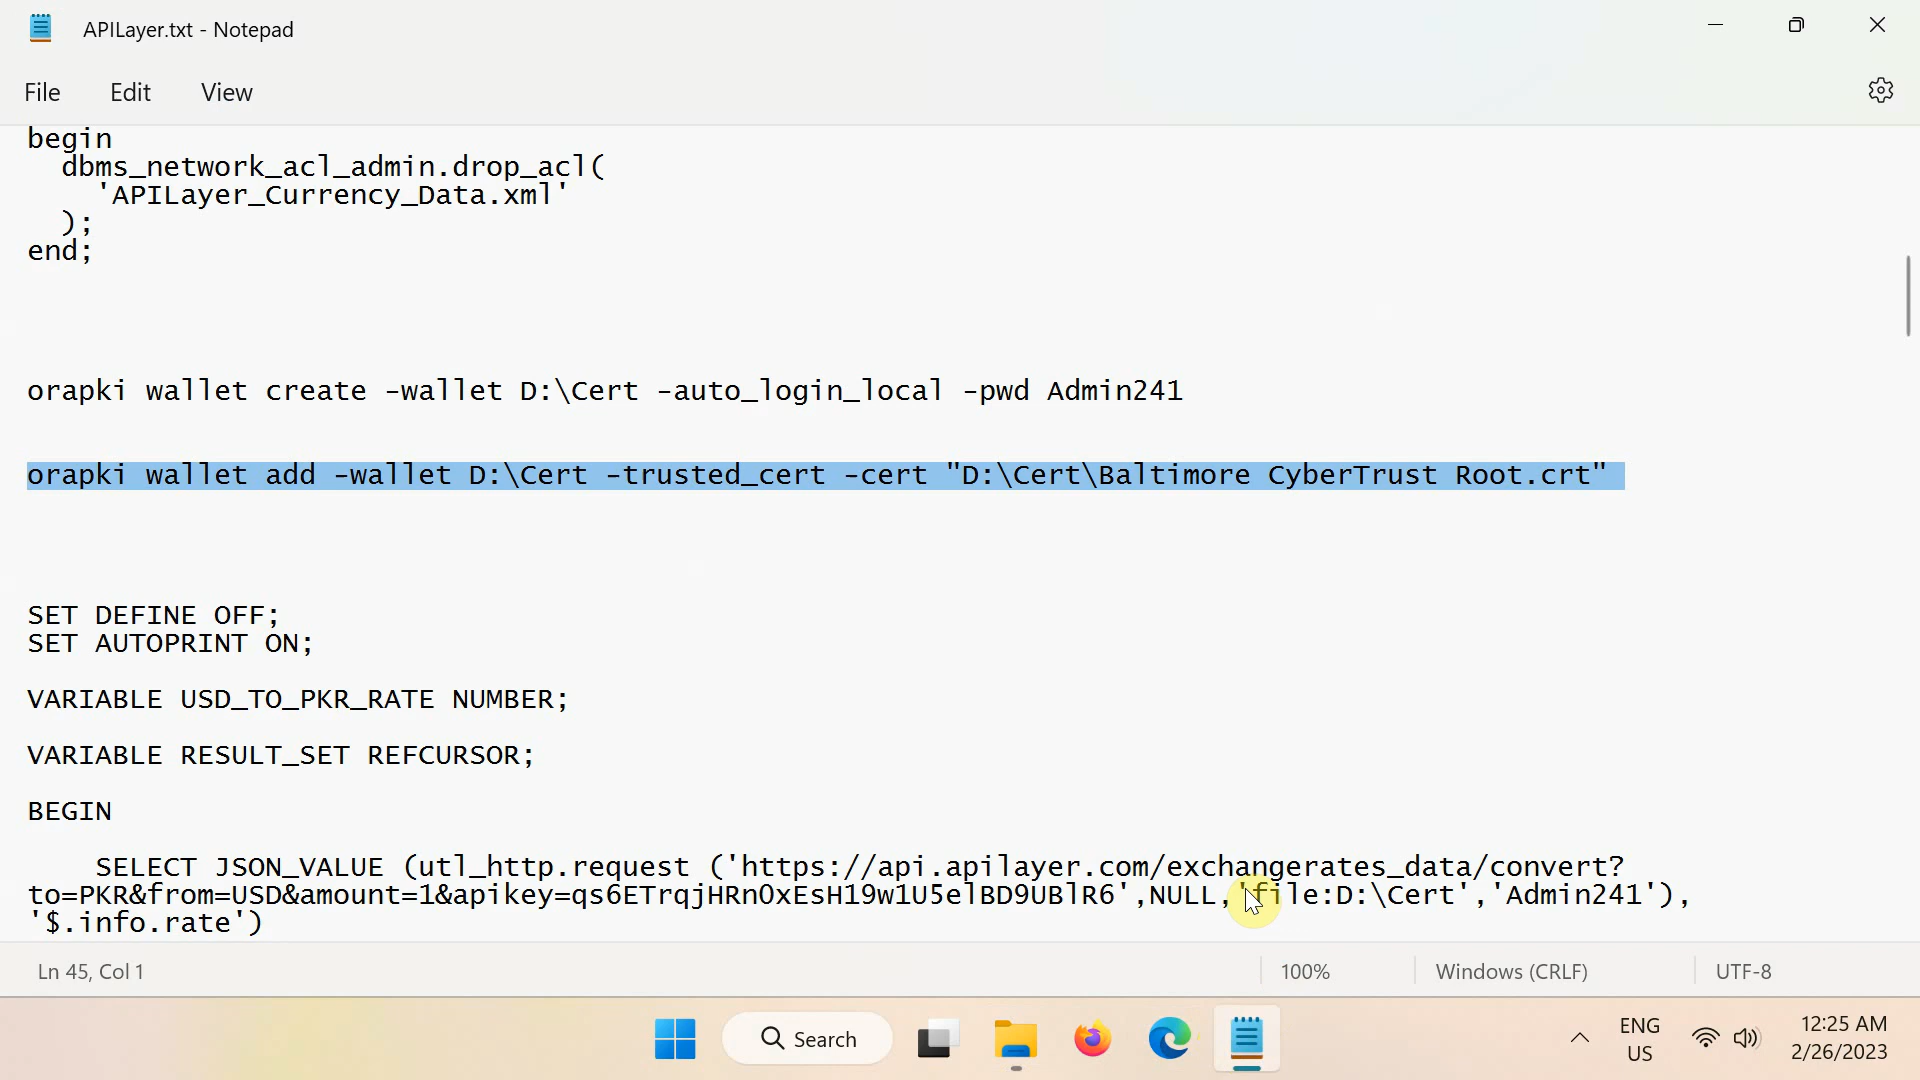 APILayer.txt - Notepad
File Edit View
begin
dbms_network_acl_admin.drop_acl(
'APILayer_Currency_Data.xml'
);
end;
orapki wallet create -wallet D:\Cert -auto_login_local -pwd Admin241
orapki wallet add -wallet D:\Cert -trusted_cert -cert "D:\Cert\Baltimore CyberTrust Root.crt"
SET DEFINE OFF;
SET AUTOPRINT ON;
VARIABLE USD_TO_PKR_RATE NUMBER;
VARIABLE RESULT_SET REFCURSOR;
BEGIN
SELECT JSON_VALUE (utl_http.request ('https://api.apilayer.com/exchangerates_data/convert?
to=PKR&from=USD&amount=1&apikey=qs6ETrqjHRn0xEsH19w1U5elBD9UBlR6',NULL,'file:D:\Cert','Admin241'),
'$.info.rate')
Ln 45, Col 1 100% Windows (CRLF) UTF-8
Search
ENG
US
12:25 AM
2/26/2023